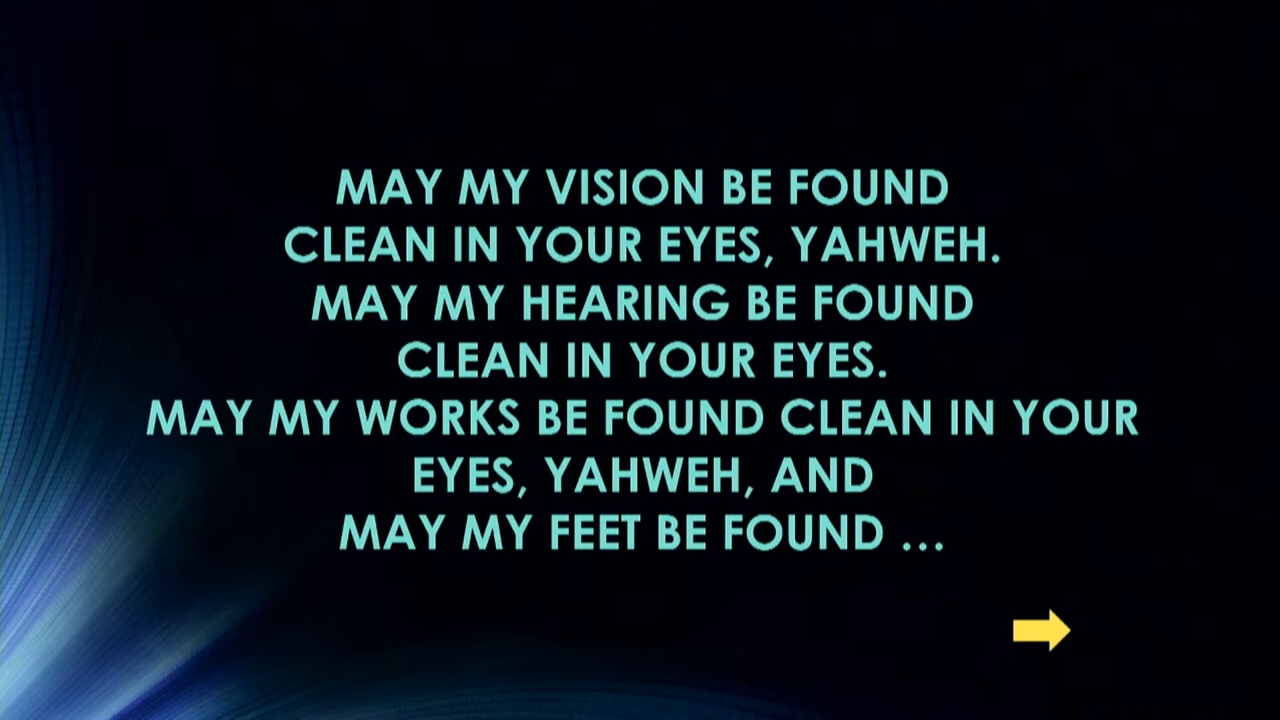 MAY MY VISION BE FOUND
CLEAN IN YOUR EYES, YAHWEH.
MAY MY HEARING BE FOUND
CLEAN IN YOUR EYES.
MAY MY WORKS BE FOUND CLEAN IN YOUR
EYES, YAHWEH, AND
MAY MY FEET BE FOUND ...